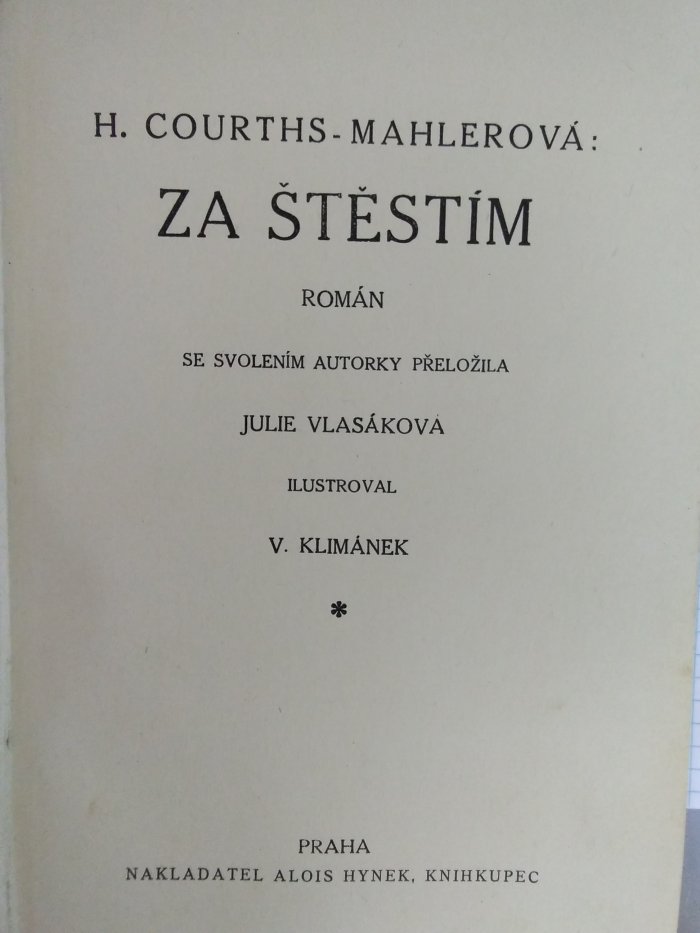 H. COURTHS-MAHLEROVÁ:
ZA ŠTĚSTÍM
ROMÁN
SE SVOLENÍM AUTORKY PŘELOŽILA
JULIE VLASÁKOVÁ
ILUSTROVAL
V. KLIMÁNEK
*
PRAHA
NAKLADATEL ALOIS HYNEK, KNIHKUPEC